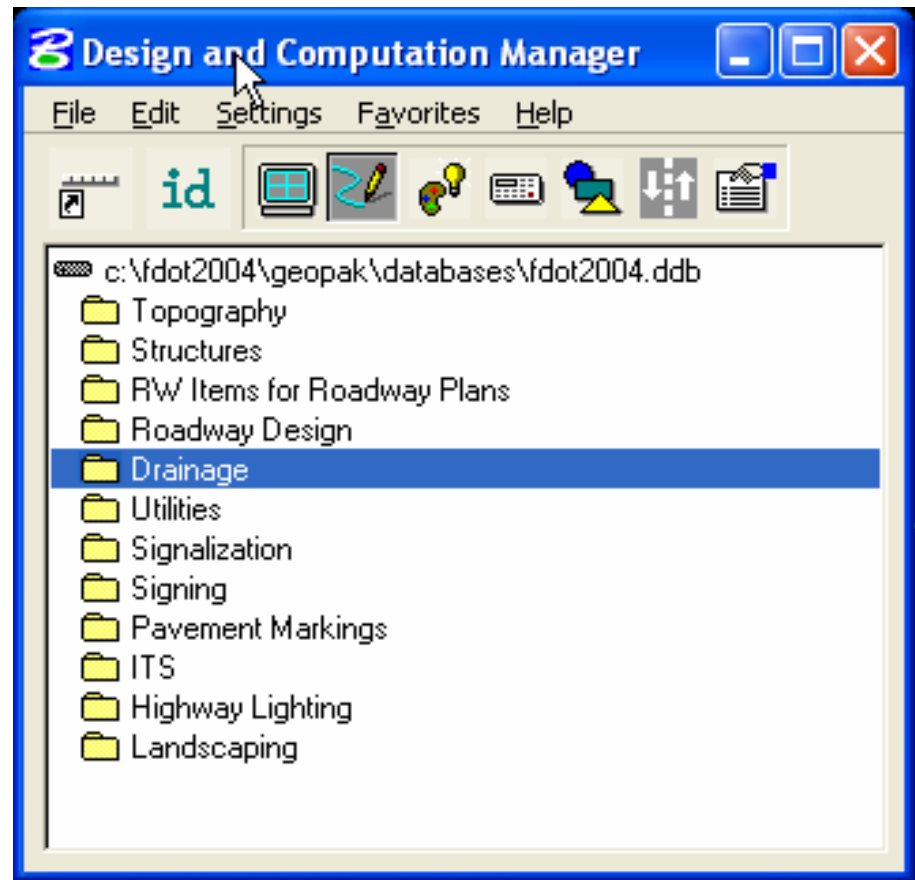 Design and Computation Manager
File Edit Settings Favorites Help
id
c:\fdot2004\geopak\databases\fdot2004.ddb
Topography
Structures
RW Items for Roadway Plans
Roadway Design
Drainage
Utilities
Signalization
Signing
Pavement Markings
ITS
Highway Lighting
Landscaping